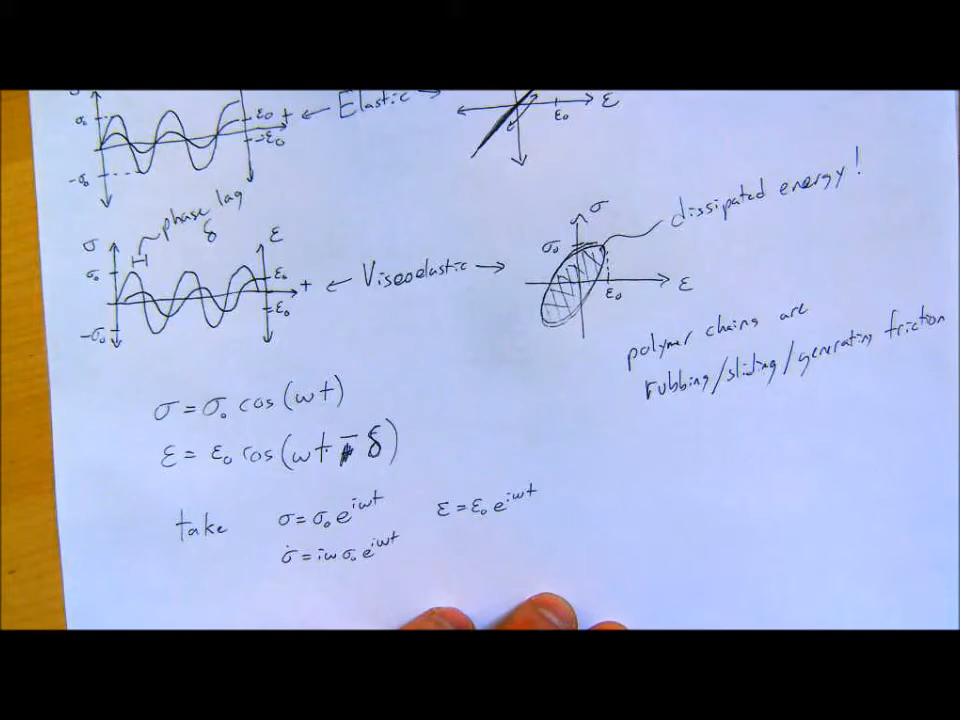 σ
σ₀
-σ₀
ε₀
-ε₀
t
← Elastic →
ε
ε₀
phase lag
δ
σ
σ₀
-σ₀
ε
ε₀
-ε₀
t
← Viscoelastic →
σ
σ₀
ε
ε₀
dissipated energy!
polymer chains are
rubbing/sliding/generating friction
σ = σ₀ cos(ωt)
ε = ε₀ cos(ωt - δ)
take σ = σ₀ e^{iωt} ε = ε₀ e^{iωt}
σ̇ = iω σ₀ e^{iωt}